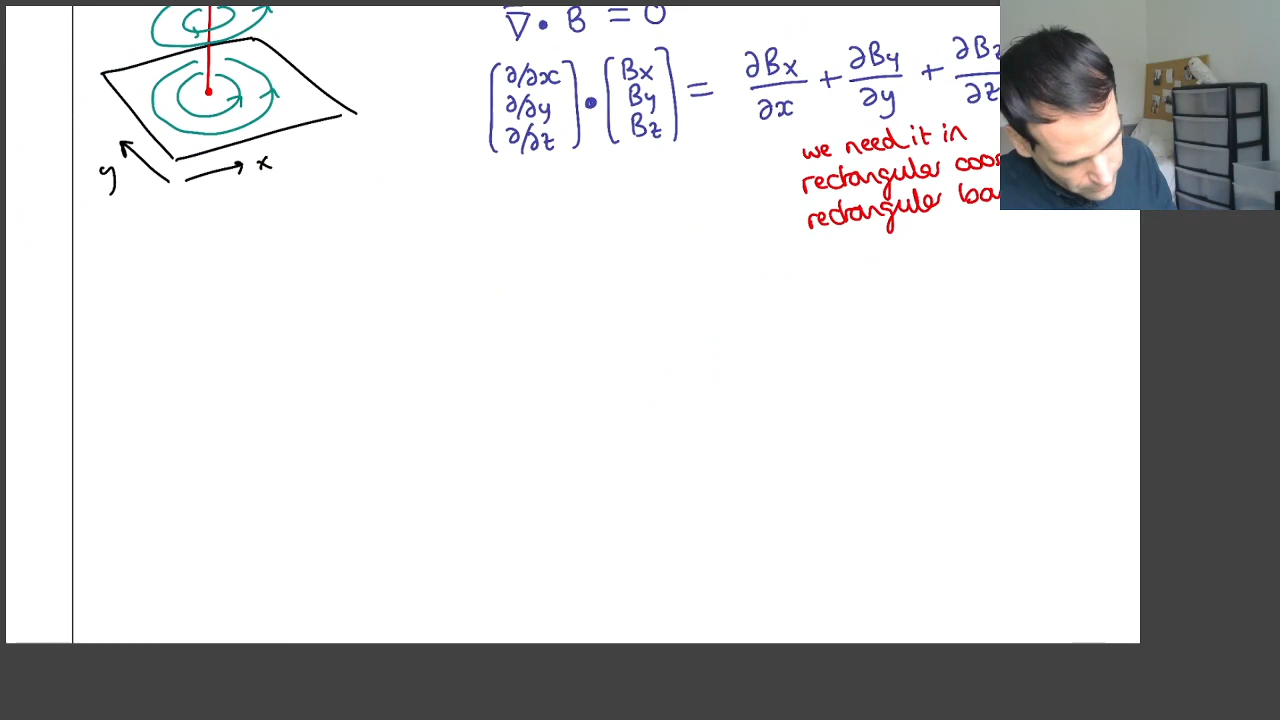 ∇ · B = 0
[∂/∂x ∂/∂y ∂/∂z] · [Bx By Bz] = ∂Bx/∂x + ∂By/∂y + ∂Bz/∂z
we need it in
rectangular
rectangular
y
x